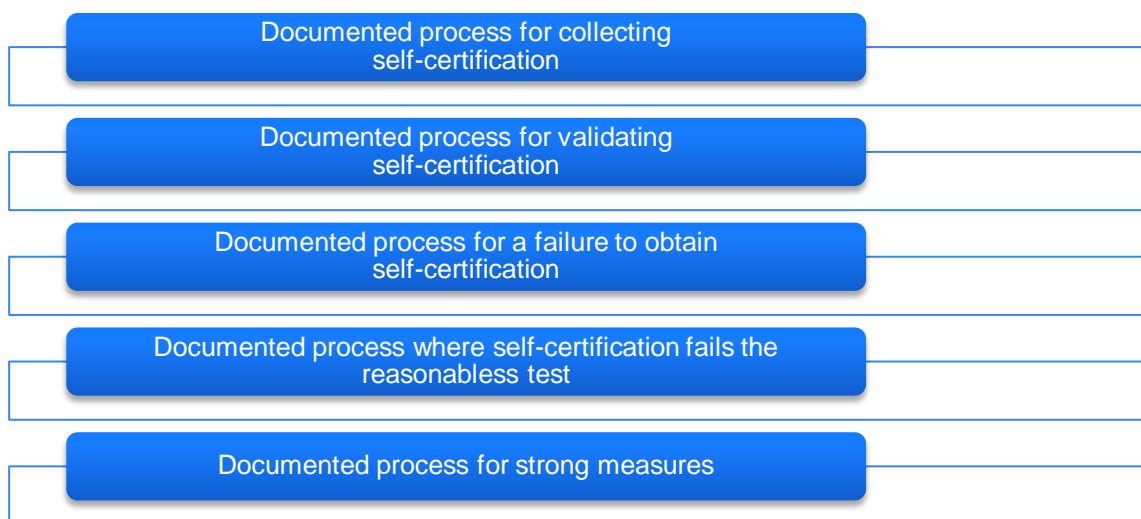 Documented process for collecting
self-certification
Documented process for validating
self-certification
Documented process for a failure to obtain
self-certification
Documented process where self-certification fails the
reasonabless test
Documented process for strong measures